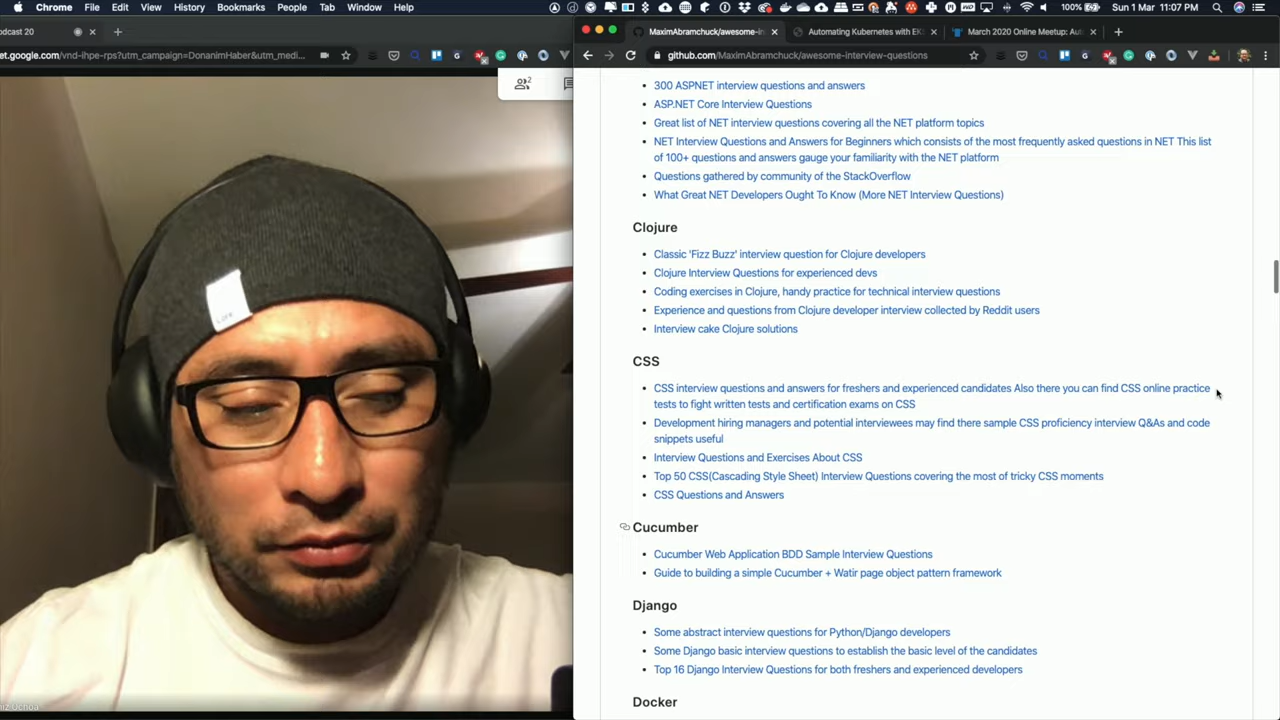 Chrome File Edit View History Bookmarks People Tab Window Help
100% Sun 1 Mar 11:07 PM
odcast 20
MaximAbramchuck/awesome-in
Automating Kubernetes with EK
March 2020 Online Meetup: Aut
et.google.com/vnd-ihpe-rps?utm_campaign=DonanimHaber&utm_medi...
github.com/MaximAbramchuck/awesome-interview-questions
2
300 ASPNET interview questions and answers
ASP.NET Core Interview Questions
Great list of NET interview questions covering all the NET platform topics
NET Interview Questions and Answers for Beginners which consists of the most frequently asked questions in NET This list
of 100+ questions and answers gauge your familiarity with the NET platform
Questions gathered by community of the StackOverflow
What Great NET Developers Ought To Know (More NET Interview Questions)
Clojure
Classic 'Fizz Buzz' interview question for Clojure developers
Clojure Interview Questions for experienced devs
Coding exercises in Clojure, handy practice for technical interview questions
Experience and questions from Clojure developer interview collected by Reddit users
Interview cake Clojure solutions
CSS
CSS interview questions and answers for freshers and experienced candidates Also there you can find CSS online practice
tests to fight written tests and certification exams on CSS
Development hiring managers and potential interviewees may find there sample CSS proficiency interview Q&As and code
snippets useful
Interview Questions and Exercises About CSS
Top 50 CSS(Cascading Style Sheet) Interview Questions covering the most of tricky CSS moments
CSS Questions and Answers
Cucumber
Cucumber Web Application BDD Sample Interview Questions
Guide to building a simple Cucumber + Watir page object pattern framework
Django
Some abstract interview questions for Python/Django developers
Some Django basic interview questions to establish the basic level of the candidates
Top 16 Django Interview Questions for both freshers and experienced developers
Docker
Uchoa